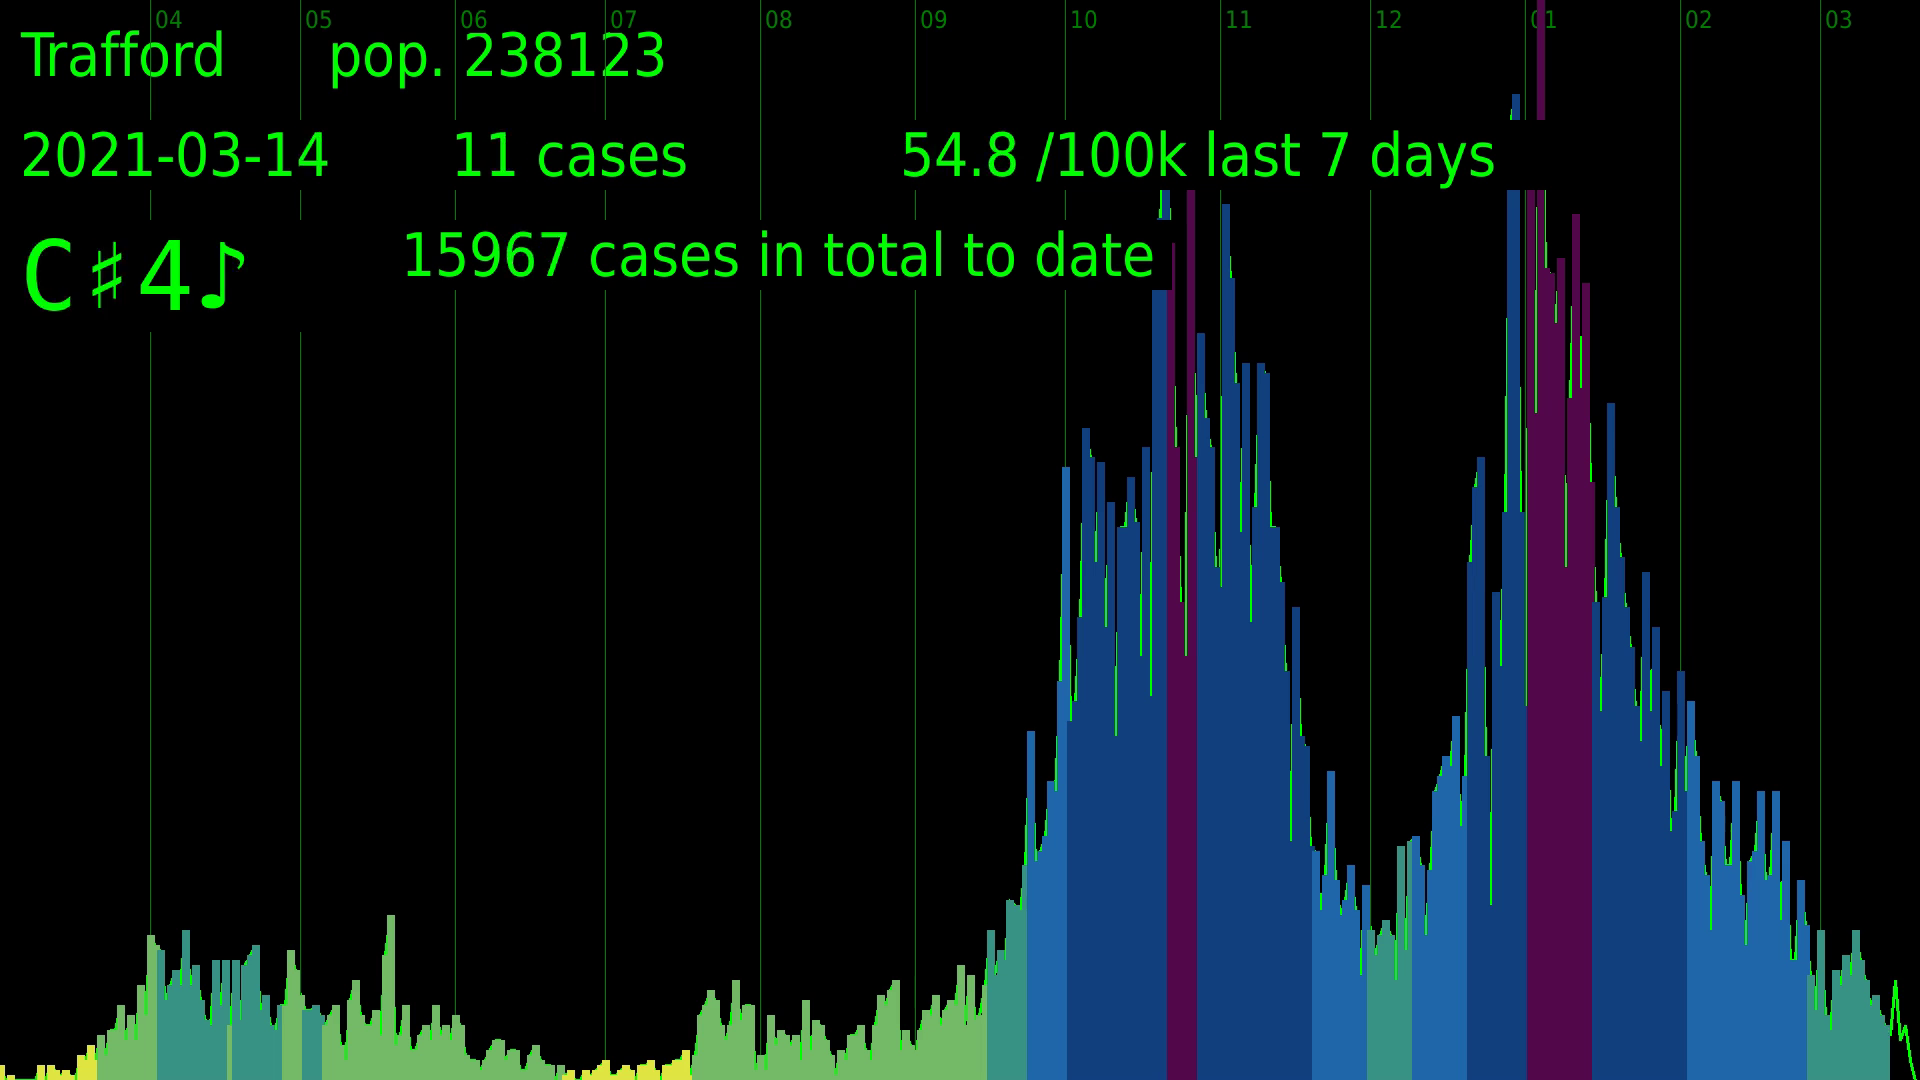 04 05 06 07 08 09 10 11 12 01 02 03
Trafford pop. 238123
2021-03-14 11 cases 54.8 /100k last 7 days
C♯4♪ 15967 cases in total to date